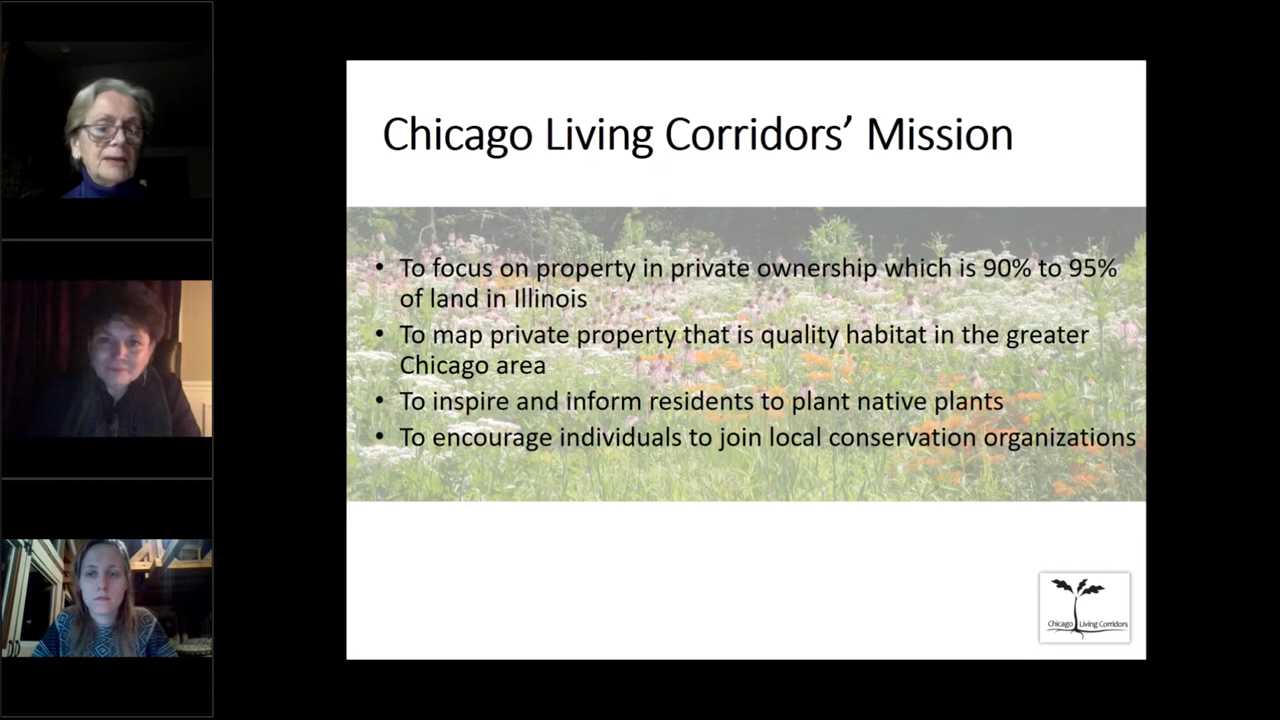 Chicago Living Corridors’ Mission
• To focus on property in private ownership which is 90% to 95%
of land in Illinois
• To map private property that is quality habitat in the greater
Chicago area
• To inspire and inform residents to plant native plants
• To encourage individuals to join local conservation organizations
Chicago Living Corridors